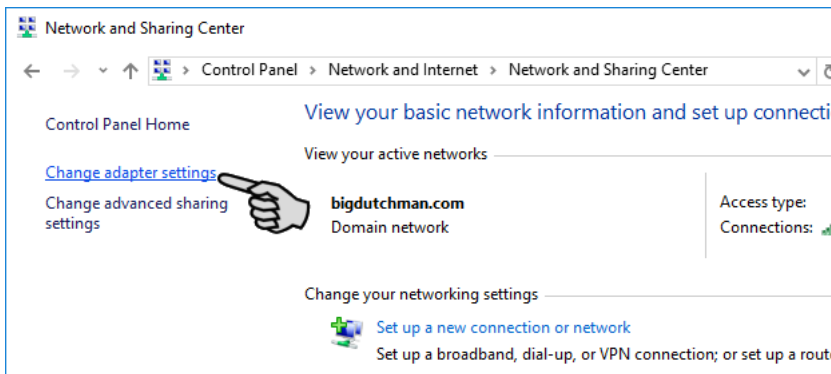 Network and Sharing Center
Control Panel > Network and Internet > Network and Sharing Center
Control Panel Home
Change adapter settings
Change advanced sharing
settings
View your basic network information and set up
View your active networks
bigdutchman.com
Domain network
Access type:
Connections:
Change your networking settings
Set up a new connection or network
Set up a broadband, dial-up, or VPN connection; or set up a